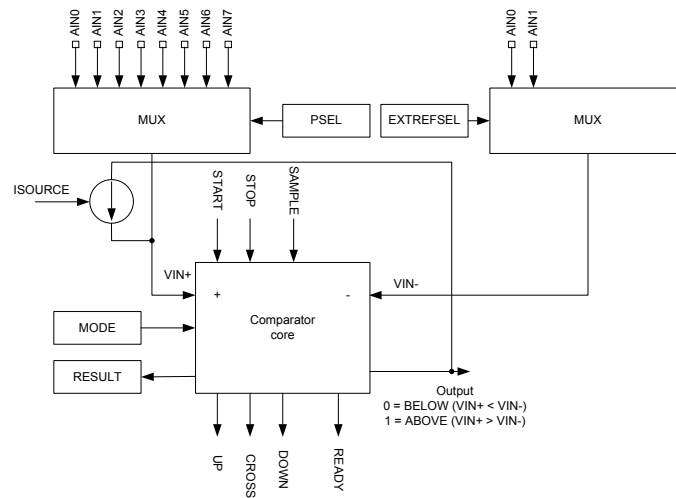 AIN0
AIN1
AIN2
AIN3
AIN4
AIN5
AIN6
AIN7
AIN0
AIN1
MUX
PSEL
EXTREFSEL
MUX
ISOURCE
START
STOP
SAMPLE
VIN+
VIN-
+
-
MODE
Comparator
core
RESULT
Output
0 = BELOW (VIN+ < VIN-)
1 = ABOVE (VIN+ > VIN-)
UP
CROSS
DOWN
READY